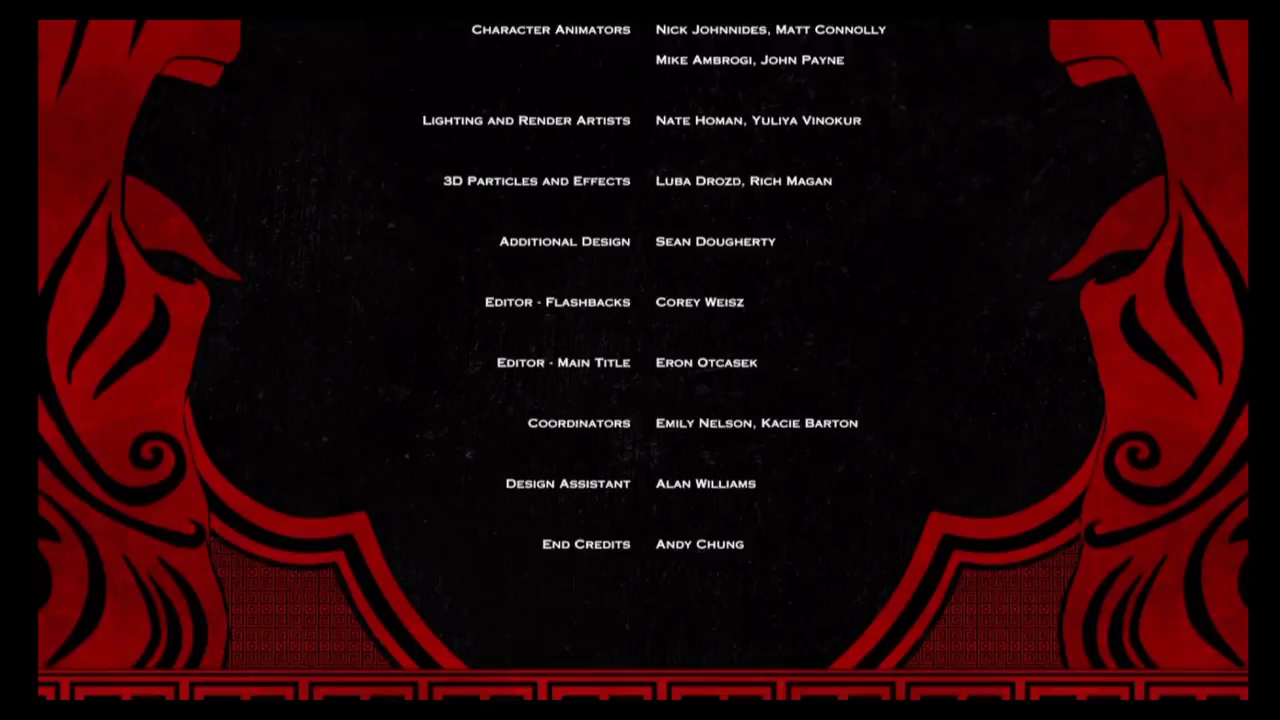 Character Animators Nick Johnnides, Matt Connolly
Mike Ambrogi, John Payne
Lighting and Render Artists Nate Homan, Yuliya Vinokur
3D Particles and Effects Luba Drozd, Rich Magan
Additional Design Sean Dougherty
Editor - Flashbacks Corey Weisz
Editor - Main Title Eron Otcasek
Coordinators Emily Nelson, Kacie Barton
Design Assistant Alan Williams
End Credits Andy Chung